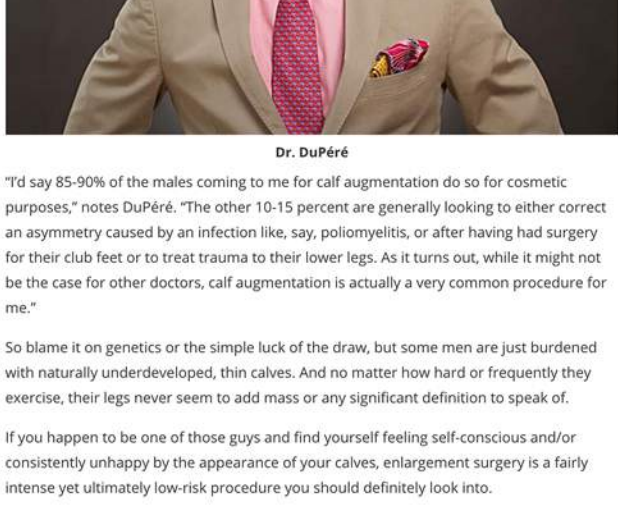 Dr. DuPéré
“I’d say 85-90% of the males coming to me for calf augmentation do so for cosmetic
purposes,” notes DuPéré. “The other 10-15 percent are generally looking to either correct
an asymmetry caused by an infection like, say, poliomyelitis, or after having had surgery
for their club feet or to treat trauma to their lower legs. As it turns out, while it might not
be the case for other doctors, calf augmentation is actually a very common procedure for
me.”
So blame it on genetics or the simple luck of the draw, but some men are just burdened
with naturally underdeveloped, thin calves. And no matter how hard or frequently they
exercise, their legs never seem to add mass or any significant definition to speak of.
If you happen to be one of those guys and find yourself feeling self-conscious and/or
consistently unhappy by the appearance of your calves, enlargement surgery is a fairly
intense yet ultimately low-risk procedure you should definitely look into.